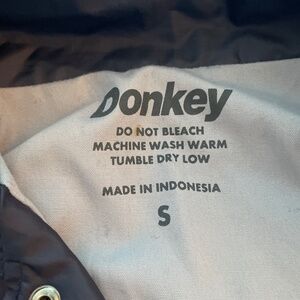 Donkey
DO NOT BLEACH
MACHINE WASH WARM
TUMBLE DRY LOW
MADE IN INDONESIA
S